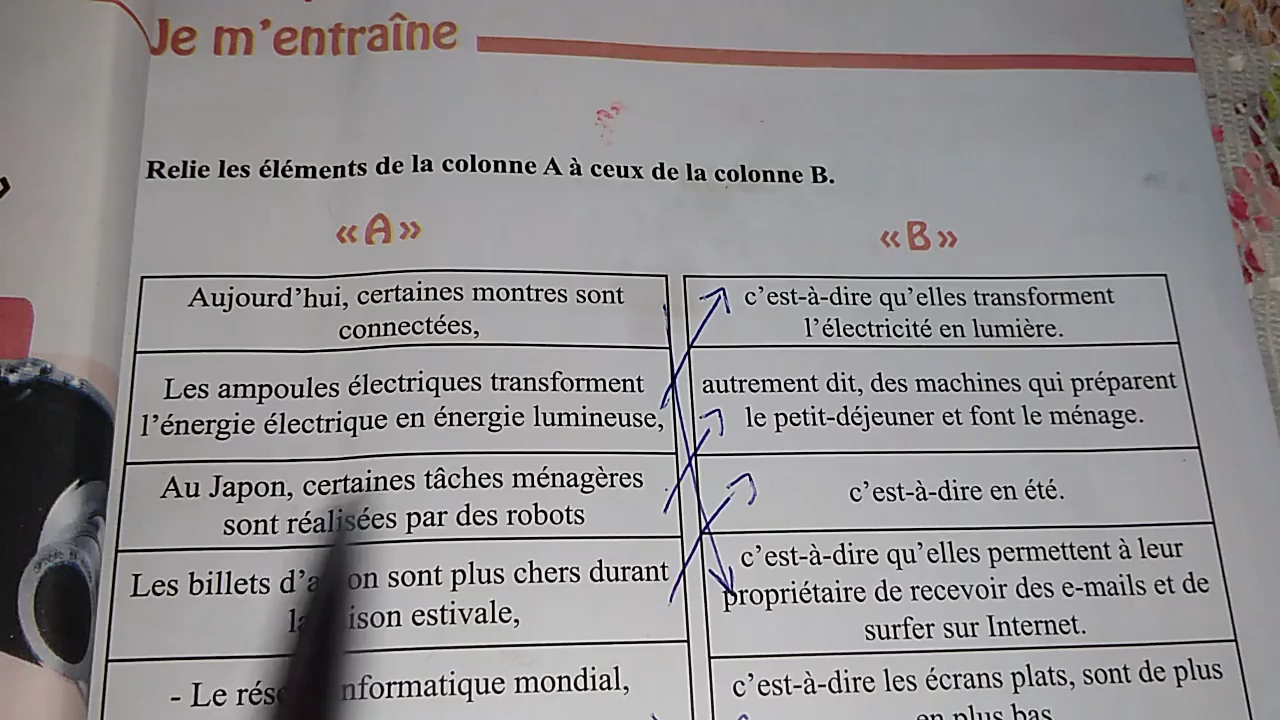 Je m'entraîne
Relie les éléments de la colonne A à ceux de la colonne B.
«A»
«B»
Aujourd'hui, certaines montres sont
connectées,
c'est-à-dire qu'elles transforment
l'électricité en lumière.
Les ampoules électriques transforment
l'énergie électrique en énergie lumineuse,
autrement dit, des machines qui préparent
le petit-déjeuner et font le ménage.
Au Japon, certaines tâches ménagères
sont réalisées par des robots
c'est-à-dire en été.
Les billets sont plus chers durant
estivale,
c'est-à-dire qu'elles permettent à leur
propriétaire de recevoir des e-mails et de
surfer sur Internet.
- Le mondial,
c'est-à-dire les écrans plats, sont de plus
en plus bas